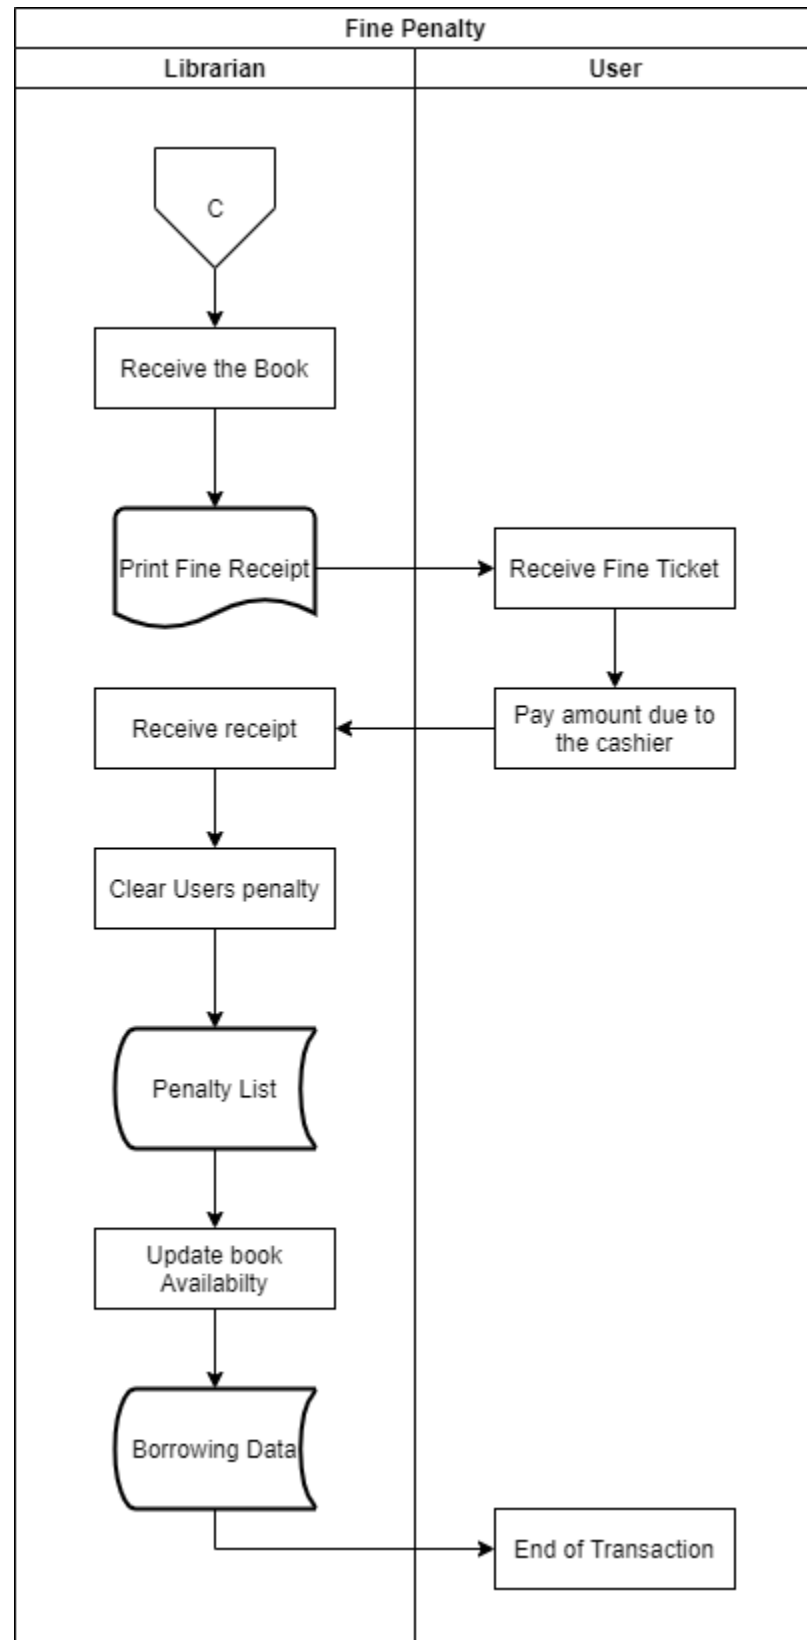 Fine Penalty
Librarian
User
C
Receive the Book
Print Fine Receipt
Receive Fine Ticket
Receive receipt
Pay amount due to
the cashier
Clear Users penalty
Penalty List
Update book
Availabilty
Borrowing Data
End of Transaction